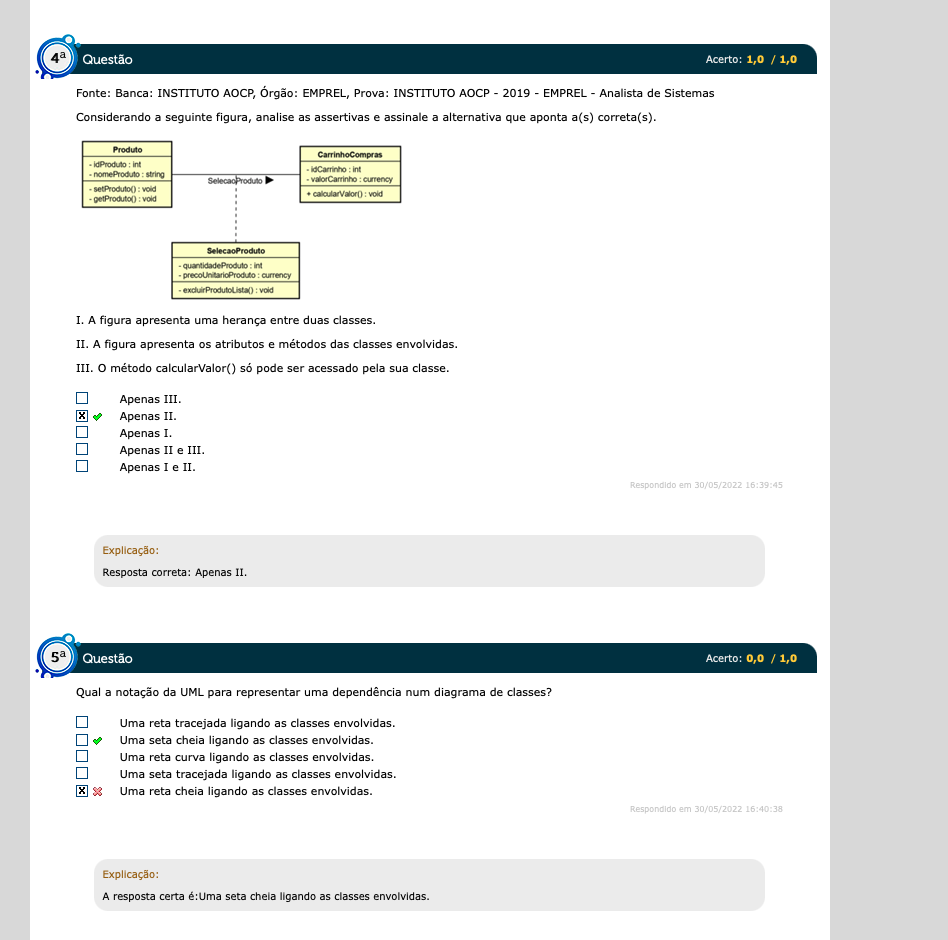 4ª
Questão
Acerto: 1,0 / 1,0
Fonte: Banca: INSTITUTO AOCP, Órgão: EMPREL, Prova: INSTITUTO AOCP - 2019 - EMPREL - Analista de Sistemas
Considerando a seguinte figura, analise as assertivas e assinale a alternativa que aponta a(s) correta(s).
Produto
- idProduto : int
- nomeProduto : string
- setProduto() : void
- getProduto() : void
SelecaoProduto
CarrinhoCompras
- idCarrinho : int
- valorCarrinho : currency
+ calcularValor() : void
SelecaoProduto
- quantidadeProduto : int
- precoUnitarioProduto : currency
- excluirProdutoLista() : void
I. A figura apresenta uma herança entre duas classes.
II. A figura apresenta os atributos e métodos das classes envolvidas.
III. O método calcularValor() só pode ser acessado pela sua classe.
Apenas III.
X Apenas II.
Apenas I.
Apenas II e III.
Apenas I e II.
Respondido em 30/05/2022 16:39:45
Explicação:
Resposta correta: Apenas II.
5ª
Questão
Acerto: 0,0 / 1,0
Qual a notação da UML para representar uma dependência num diagrama de classes?
Uma reta tracejada ligando as classes envolvidas.
Uma seta cheia ligando as classes envolvidas.
Uma reta curva ligando as classes envolvidas.
Uma seta tracejada ligando as classes envolvidas.
X Uma reta cheia ligando as classes envolvidas.
Respondido em 30/05/2022 16:40:38
Explicação:
A resposta certa é:Uma seta cheia ligando as classes envolvidas.